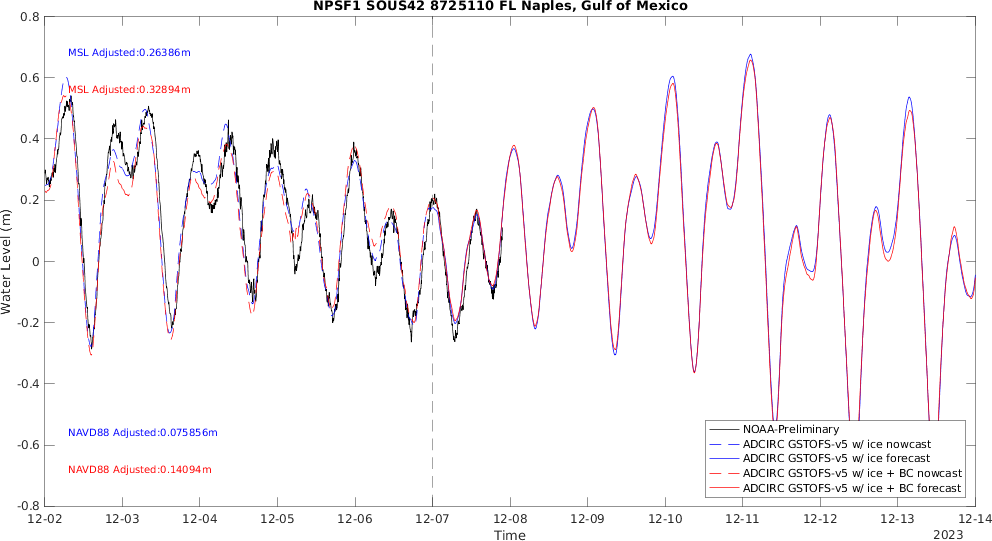 NPSF1 SOUS42 8725110 FL Naples, Gulf of Mexico
0.8
0.6
0.4
0.2
0
-0.2
-0.4
-0.6
-0.8
Water Level (m)
MSL Adjusted:0.26386m
MSL Adjusted:0.32894m
NAVD88 Adjusted:0.075856m
NAVD88 Adjusted:0.14094m
NOAA-Preliminary
ADCIRC GSTOFS-v5 w/ ice nowcast
ADCIRC GSTOFS-v5 w/ ice forecast
ADCIRC GSTOFS-v5 w/ ice + BC nowcast
ADCIRC GSTOFS-v5 w/ ice + BC forecast
12-02 12-03 12-04 12-05 12-06 12-07 12-08 12-09 12-10 12-11 12-12 12-13 12-14
Time
2023